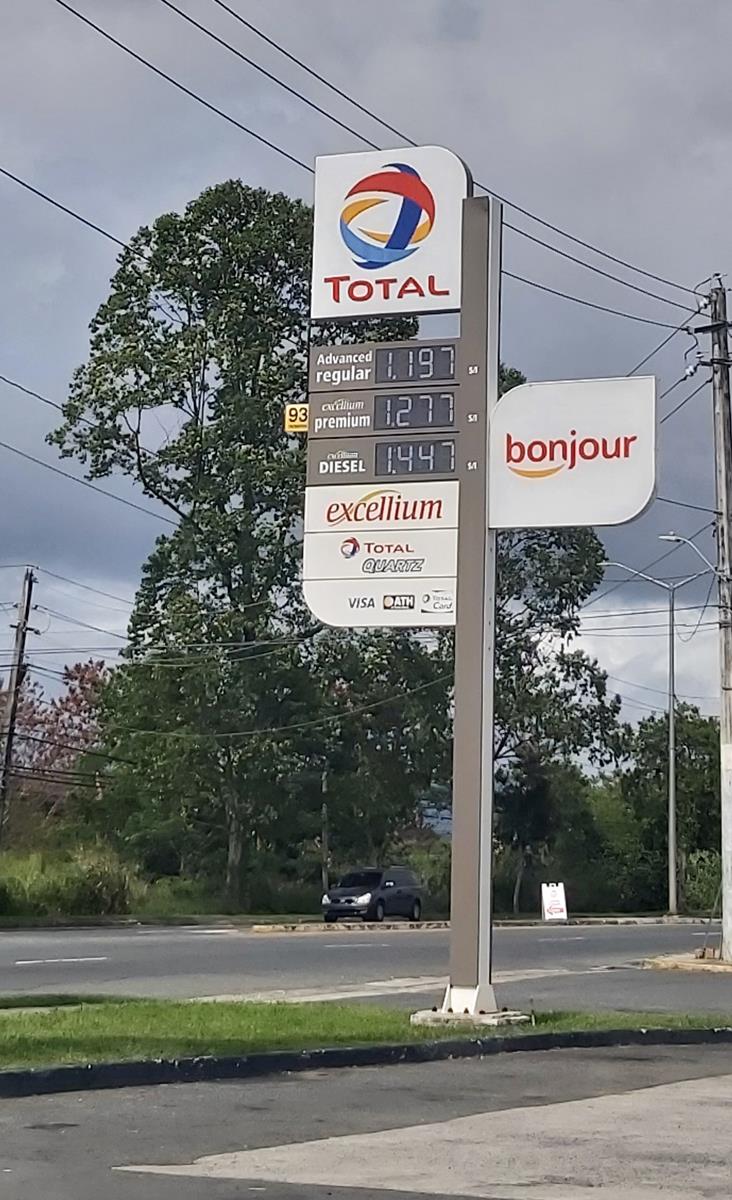 TOTAL
Advanced
regular 1.197 $/l
93
excellium
premium 1.277 $/l
excellium
DIESEL 1.447 $/l
excellium
TOTAL
QUARTZ
VISA ATH TOTAL
Card
bonjour